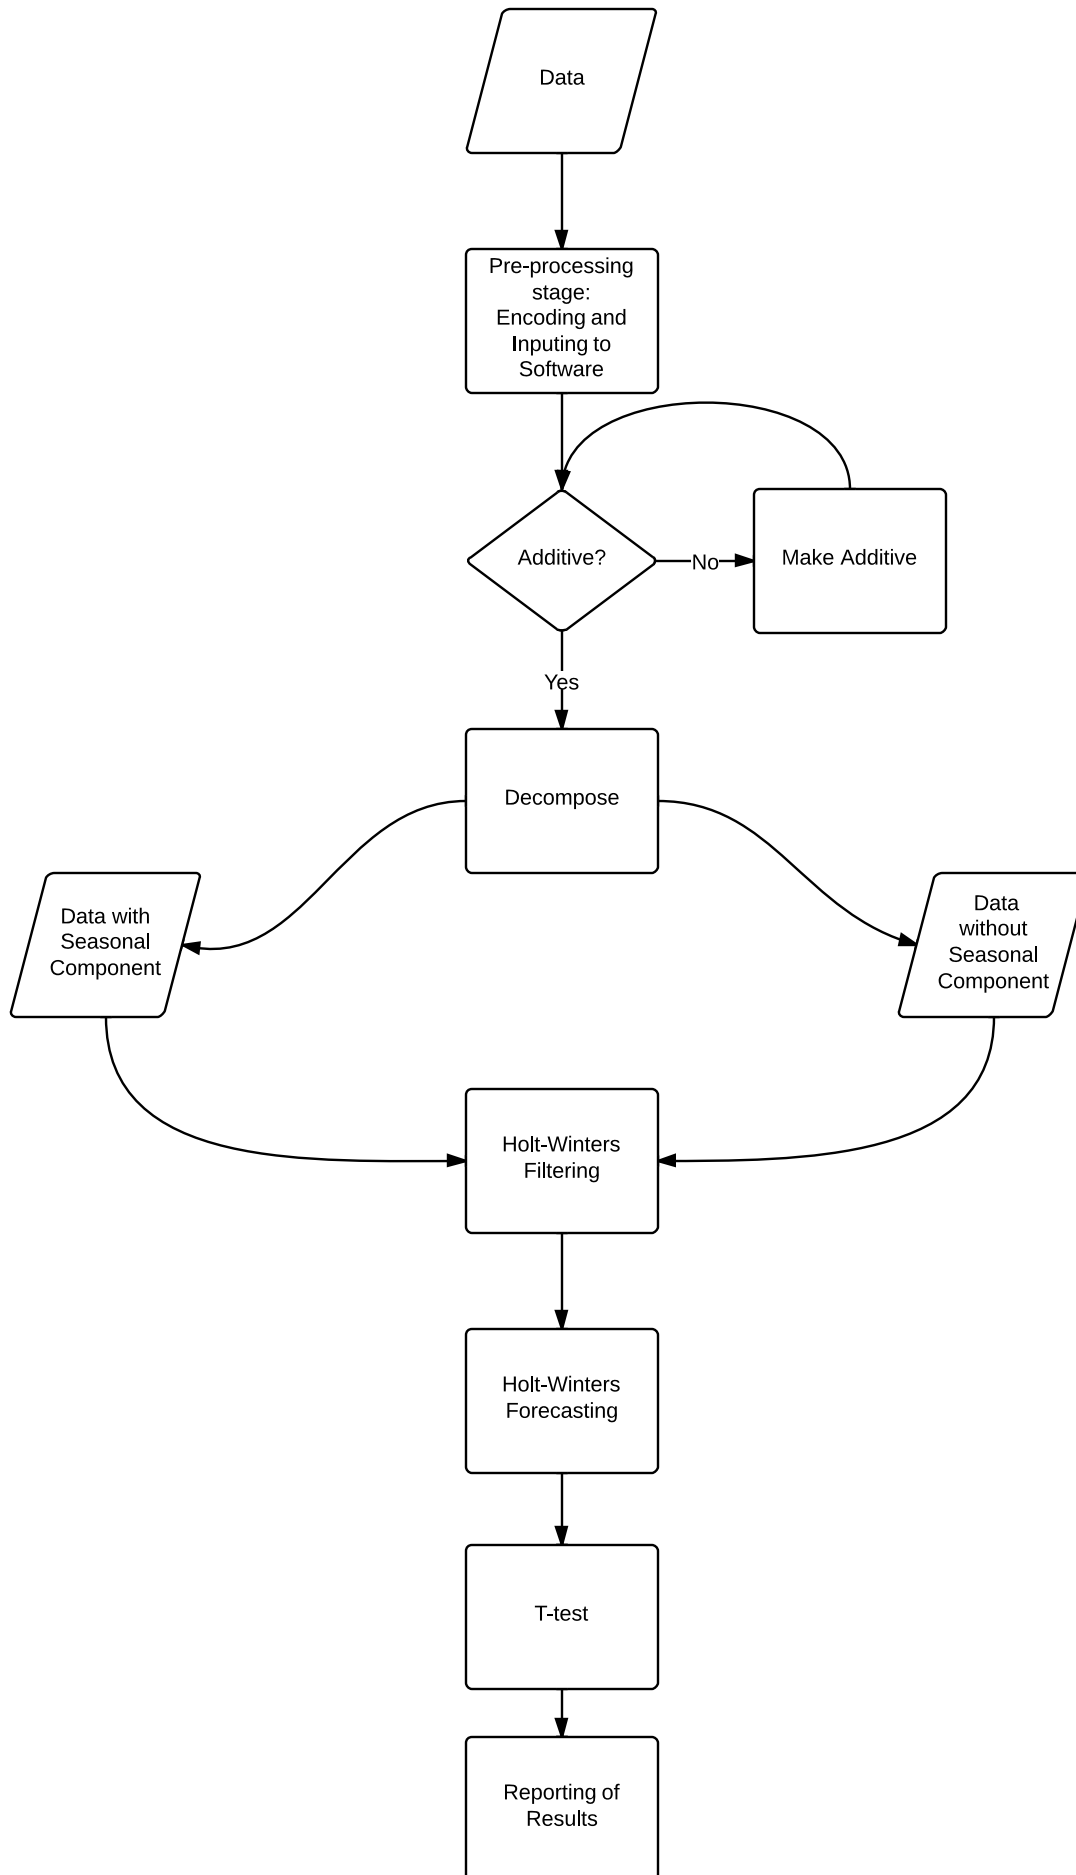 Data
Pre-processing
stage:
Encoding and
Inputing to
Software
Additive?
No
Make Additive
Yes
Decompose
Data with
Seasonal
Component
Data
without
Seasonal
Component
Holt-Winters
Filtering
Holt-Winters
Forecasting
T-test
Reporting of
Results